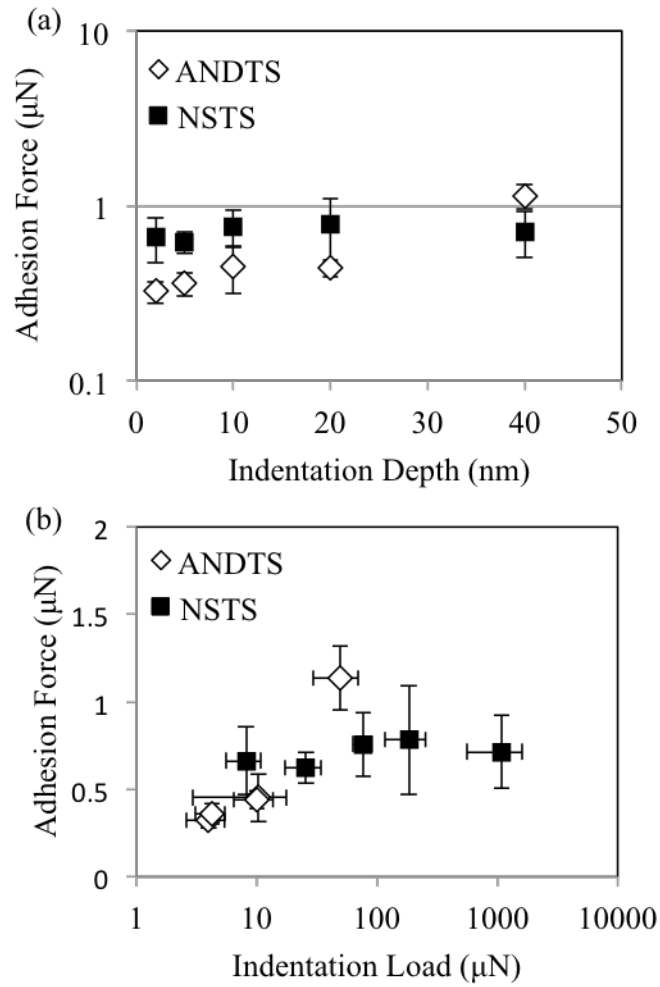 (a)
10
ANDTS
NSTS
1
0.1
Adhesion Force (μN)
0 10 20 30 40 50
Indentation Depth (nm)
(b)
2
ANDTS
NSTS
1.5
1
0.5
0
Adhesion Force (μN)
1 10 100 1000 10000
Indentation Load (μN)